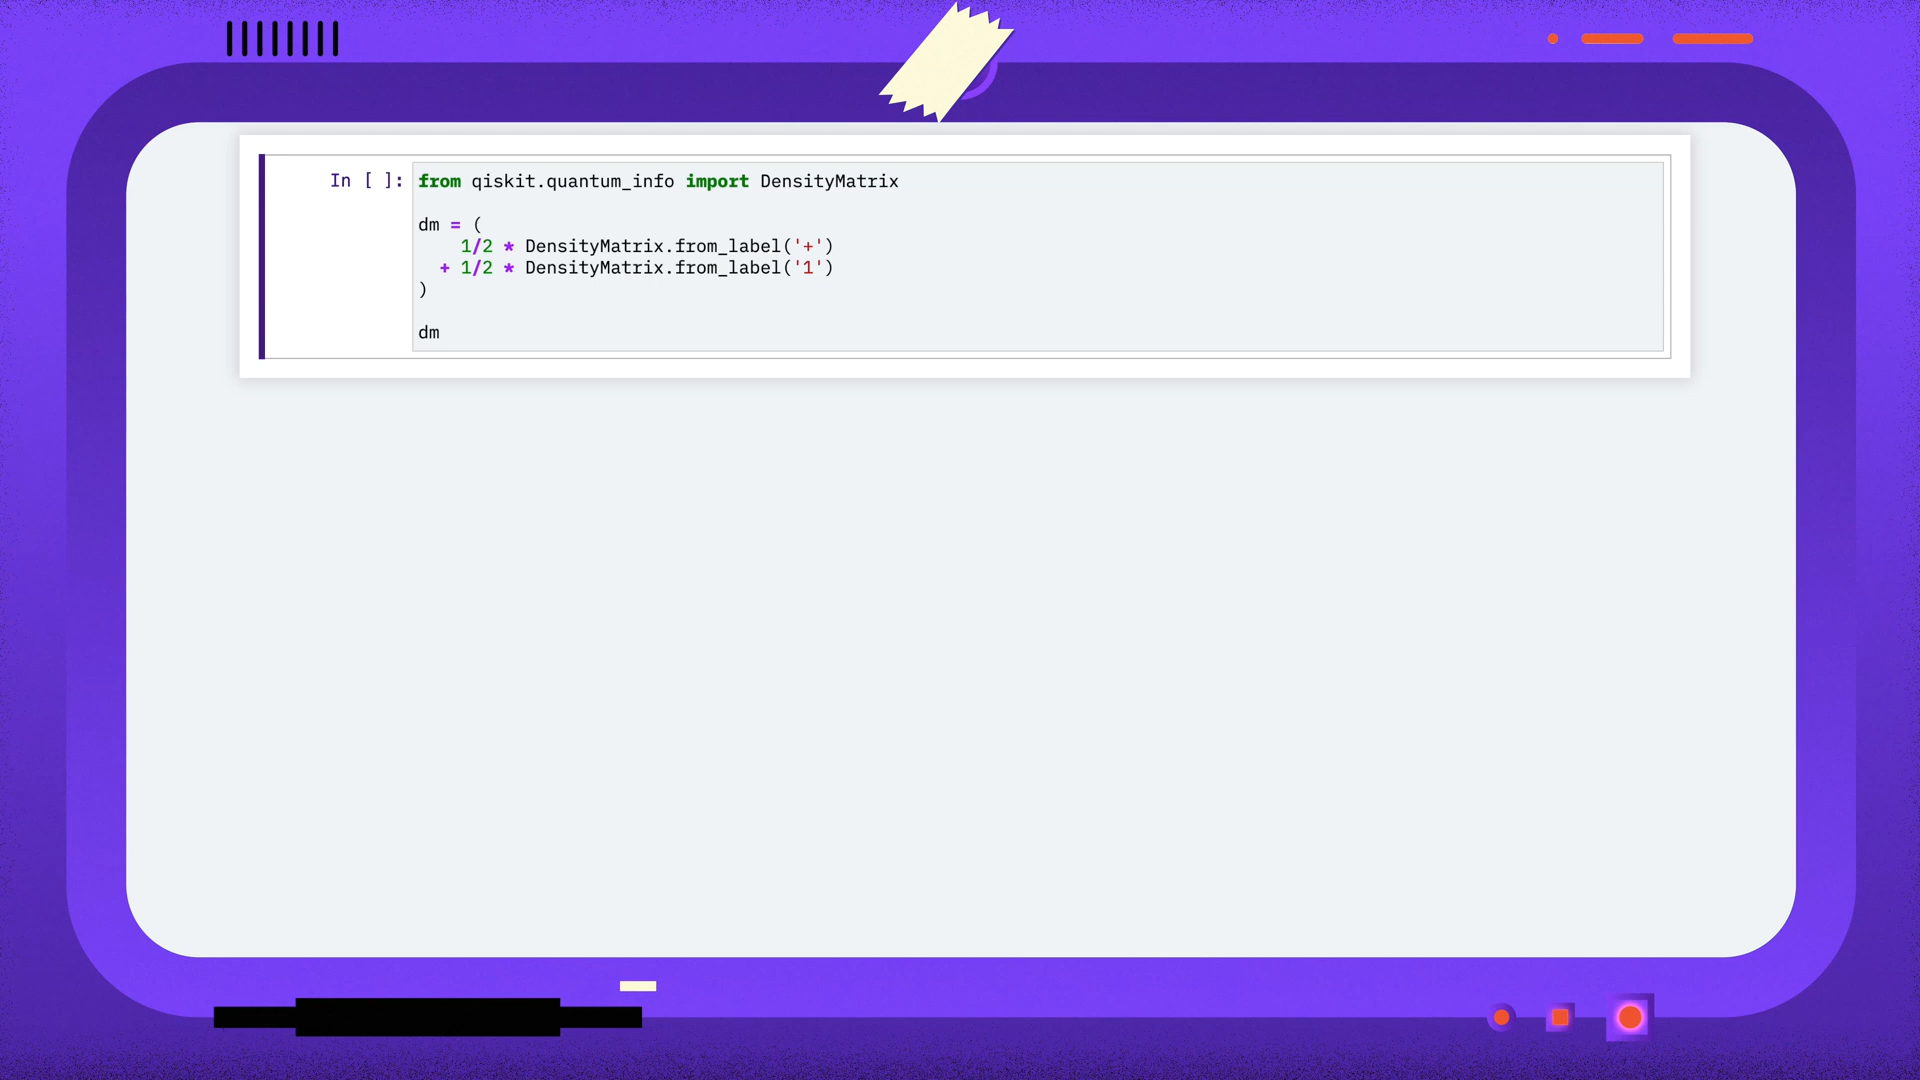 In [ ]: from qiskit.quantum_info import DensityMatrix
dm = (
1/2 * DensityMatrix.from_label('+')
+ 1/2 * DensityMatrix.from_label('1')
)
dm